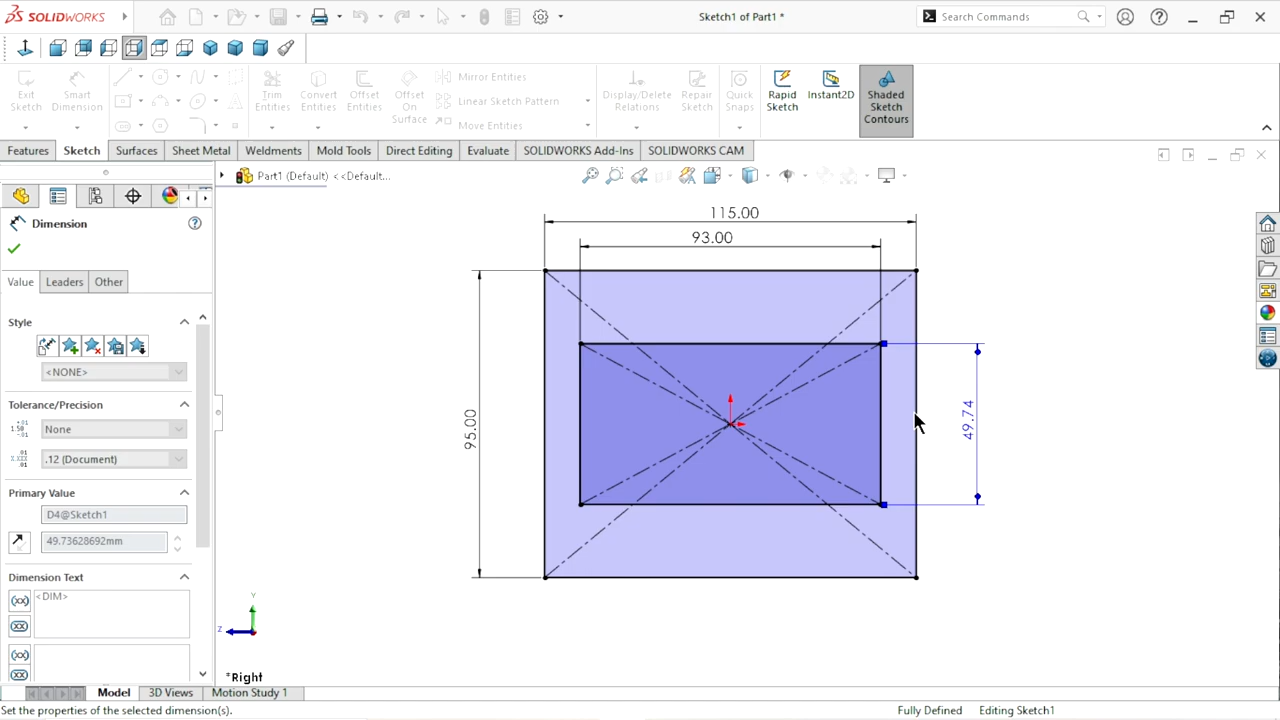 SOLIDWORKS
Sketch1 of Part1 *
Search Commands
Exit Sketch
Smart Dimension
Trim Entities
Convert Entities
Offset Entities
Offset On Surface
Mirror Entities
Linear Sketch Pattern
Move Entities
Display/Delete Relations
Repair Sketch
Quick Snaps
Rapid Sketch
Instant2D
Shaded Sketch Contours
Features
Sketch
Surfaces
Sheet Metal
Weldments
Mold Tools
Direct Editing
Evaluate
SOLIDWORKS Add-Ins
SOLIDWORKS CAM
Part1 (Default) <<Default...
Dimension
Value
Leaders
Other
Style
<NONE>
Tolerance/Precision
None
.12 (Document)
Primary Value
D4@Sketch1
49.73628692mm
Dimension Text
<DIM>
115.00
93.00
95.00
49.74
Y
Z
*Right
Model
3D Views
Motion Study 1
Set the properties of the selected dimension(s).
Fully Defined
Editing Sketch1